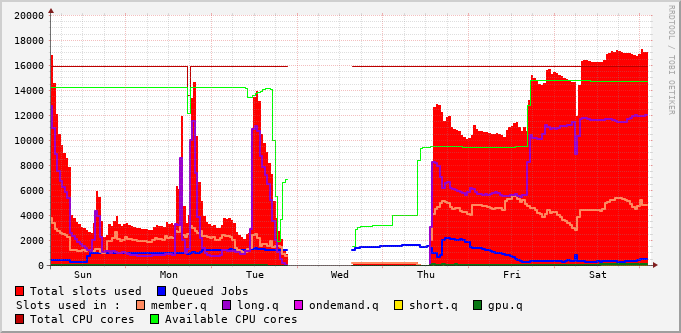 RRDTOOL / TOBI OETIKER
20000
18000
16000
14000
12000
10000
8000
6000
4000
2000
0
Sun Mon Tue Wed Thu Fri Sat
Total slots used Queued Jobs
Slots used in : member.q long.q ondemand.q short.q gpu.q
Total CPU cores Available CPU cores